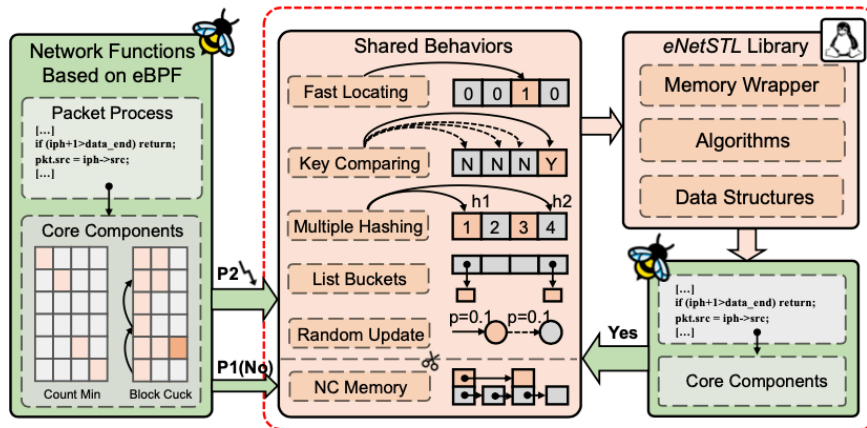 Network Functions
Based on eBPF
Packet Process
[...]
if (iph+1>data_end) return;
pkt.src = iph->src;
[...]
Core Components
Count Min
Block Cuck
P2
P1(No)
Shared Behaviors
Fast Locating
0 0 1 0
Key Comparing
N N N Y
h1 h2
Multiple Hashing
1 2 3 4
List Buckets
Random Update
p=0.1 p=0.1
NC Memory
eNetSTL Library
Memory Wrapper
Algorithms
Data Structures
Yes
[...]
if (iph+1>data_end) return;
pkt.src = iph->src;
[...]
Core Components